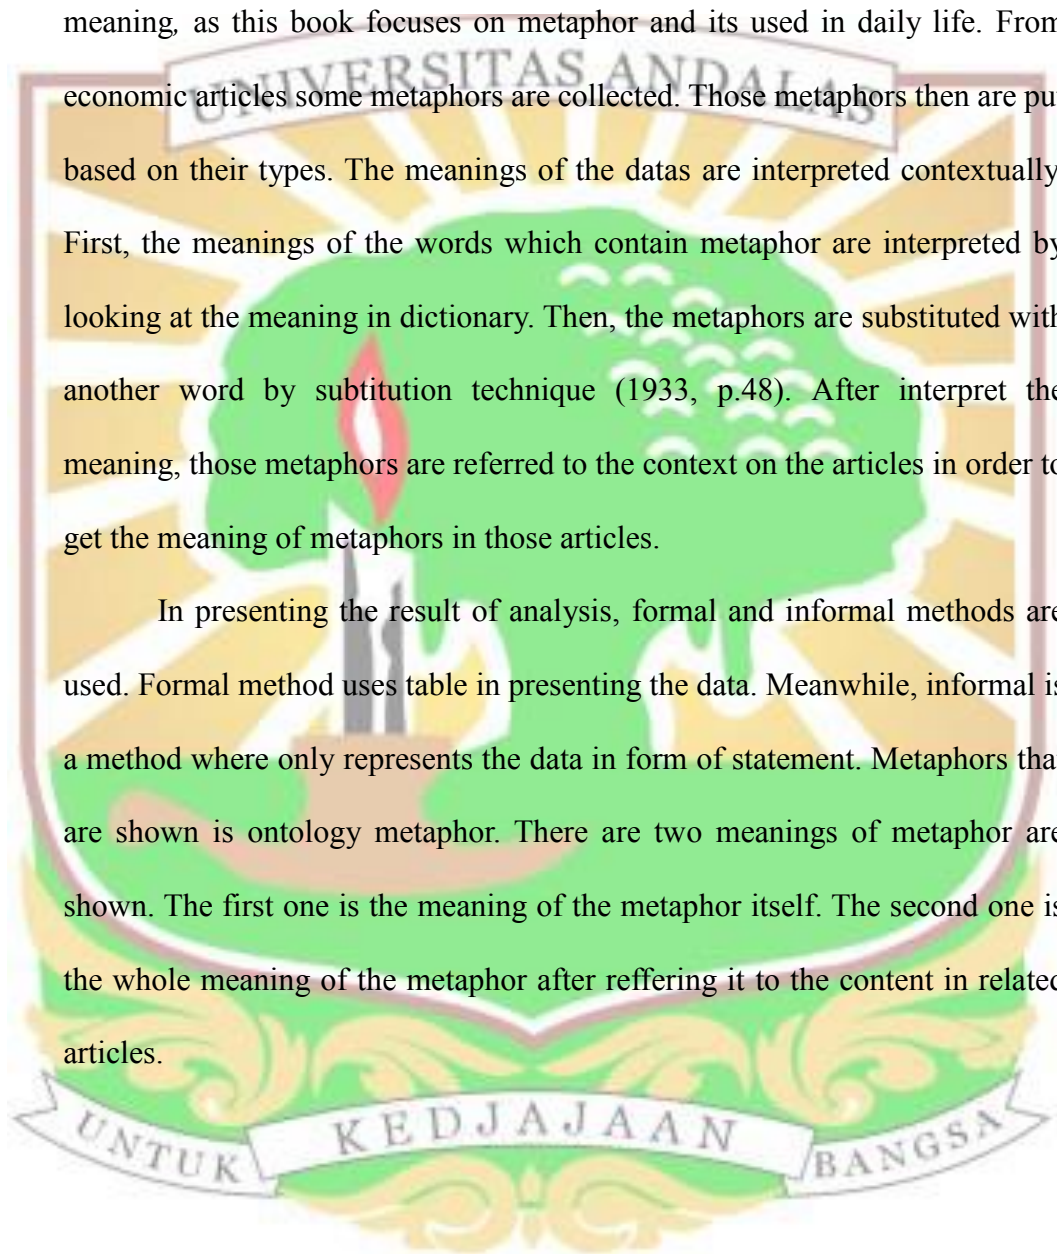 meaning, as this book focuses on metaphor and its used in daily life. From
UNIVERSITAS ANDALAS
economic articles some metaphors are collected. Those metaphors then are put
based on their types. The meanings of the datas are interpreted contextually
First, the meanings of the words which contain metaphor are interpreted by
looking at the meaning in dictionary. Then, the metaphors are substituted with
another word by subtitution technique (1933, p.48). After interpret the
meaning, those metaphors are referred to the context on the articles in order to
get the meaning of metaphors in those articles.
In presenting the result of analysis, formal and informal methods are
used. Formal method uses table in presenting the data. Meanwhile, informal is
a method where only represents the data in form of statement. Metaphors that
are shown is ontology metaphor. There are two meanings of metaphor are
shown. The first one is the meaning of the metaphor itself. The second one is
the whole meaning of the metaphor after reffering it to the content in related
articles.
UNTUK KEDJAJAAN BANGSA